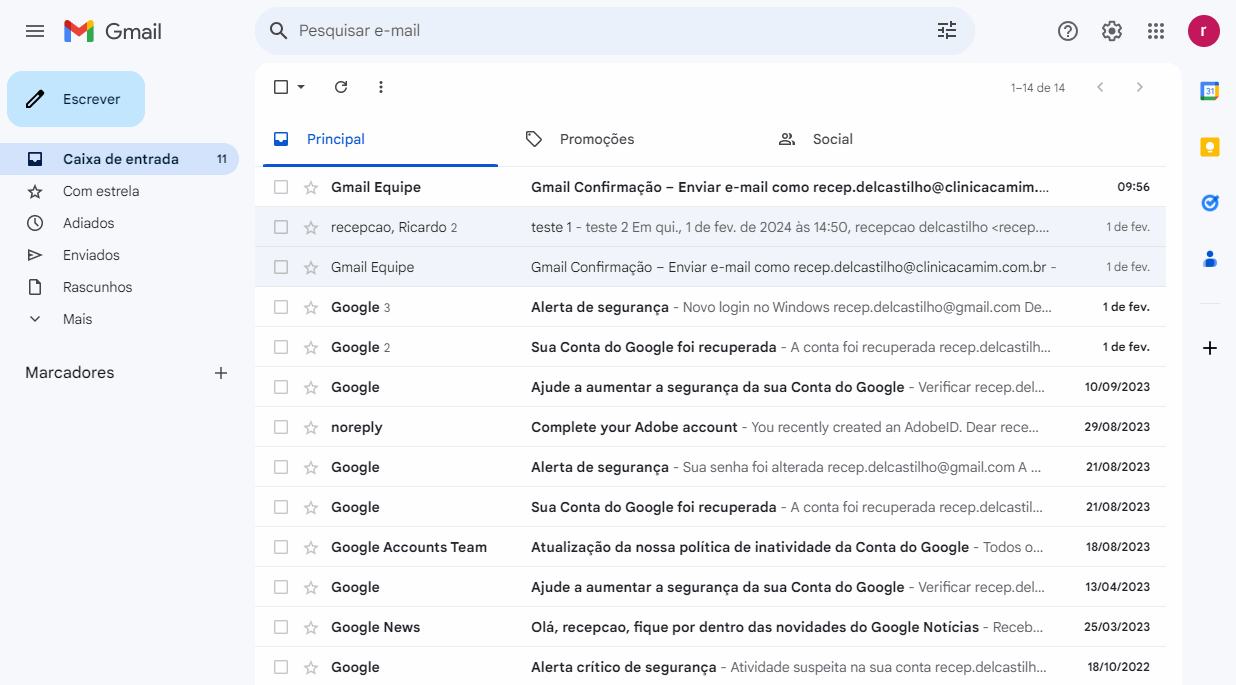 Gmail
Pesquisar e-mail
r
Escrever
1–14 de 14
31
Principal
Promoções
Social
Caixa de entrada 11
Com estrela
Adiados
Enviados
Rascunhos
Mais
Marcadores
Gmail Equipe Gmail Confirmação – Enviar e-mail como recep.delcastilho@clinicacamim.… 09:56
recepcao, Ricardo 2 teste 1 - teste 2 Em qui., 1 de fev. de 2024 às 14:50, recepcao delcastilho <recep.… 1 de fev.
Gmail Equipe Gmail Confirmação – Enviar e-mail como recep.delcastilho@clinicacamim.com.br - 1 de fev.
Google 3 Alerta de segurança - Novo login no Windows recep.delcastilho@gmail.com De… 1 de fev.
Google 2 Sua Conta do Google foi recuperada - A conta foi recuperada recep.delcastilh… 1 de fev.
Google Ajude a aumentar a segurança da sua Conta do Google - Verificar recep.del… 10/09/2023
noreply Complete your Adobe account - You recently created an AdobeID. Dear rece… 29/08/2023
Google Alerta de segurança - Sua senha foi alterada recep.delcastilho@gmail.com A … 21/08/2023
Google Sua Conta do Google foi recuperada - A conta foi recuperada recep.delcastil… 21/08/2023
Google Accounts Team Atualização da nossa política de inatividade da Conta do Google - Todos o… 18/08/2023
Google Ajude a aumentar a segurança da sua Conta do Google - Verificar recep.del… 13/04/2023
Google News Olá, recepcao, fique por dentro das novidades do Google Notícias - Receb… 25/03/2023
Google Alerta crítico de segurança - Atividade suspeita na sua conta recep.delcastilh… 18/10/2022